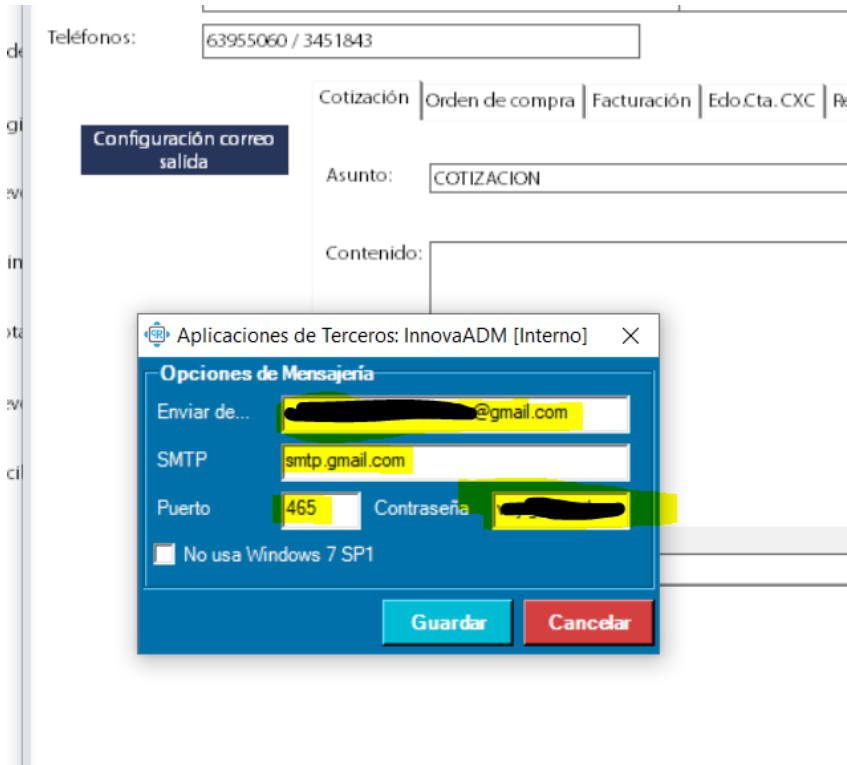 Teléfonos:
63955060 / 3451843
Cotización
Orden de compra
Facturación
Edo.Cta. CXC
Configuración correo
salida
Asunto:
COTIZACION
Contenido:
Aplicaciones de Terceros: InnovaADM [Interno]
Opciones de Mensajería
Enviar de...
@gmail.com
SMTP
smtp.gmail.com
Puerto
465
Contraseña
No usa Windows 7 SP1
Guardar
Cancelar